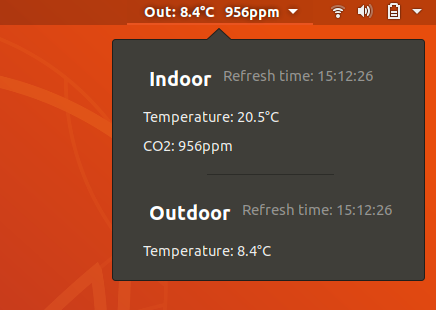 Out: 8.4°C 956ppm
Indoor Refresh time: 15:12:26
Temperature: 20.5°C
CO2: 956ppm
Outdoor Refresh time: 15:12:26
Temperature: 8.4°C